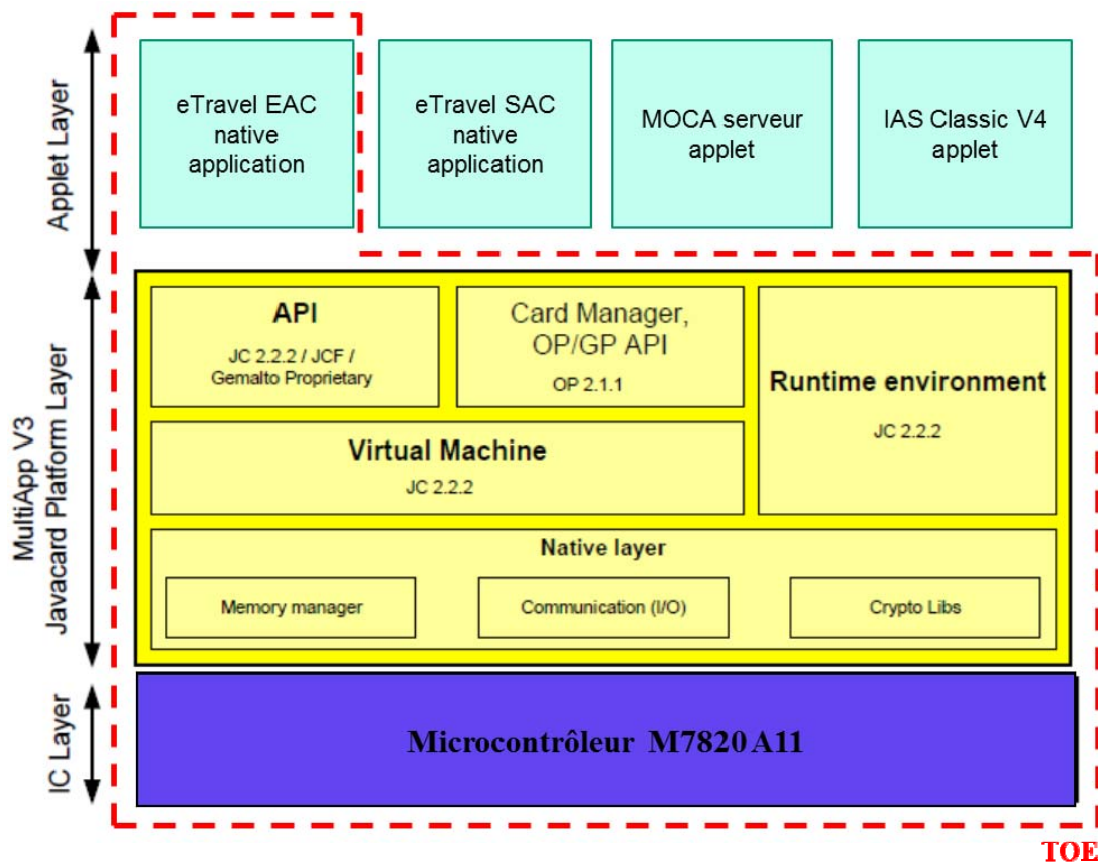 Applet Layer
eTravel EAC
native
application
eTravel SAC
native
application
MOCA serveur
applet
IAS Classic V4
applet
MultiApp V3
Javacard Platform Layer
API
JC 2.2.2 / JCF /
Gemalto Proprietary
Card Manager,
OP/GP API
OP 2.1.1
Runtime environment
JC 2.2.2
Virtual Machine
JC 2.2.2
Native layer
Memory manager
Communication (I/O)
Crypto Libs
IC Layer
Microcontrôleur M7820 A11
TOE